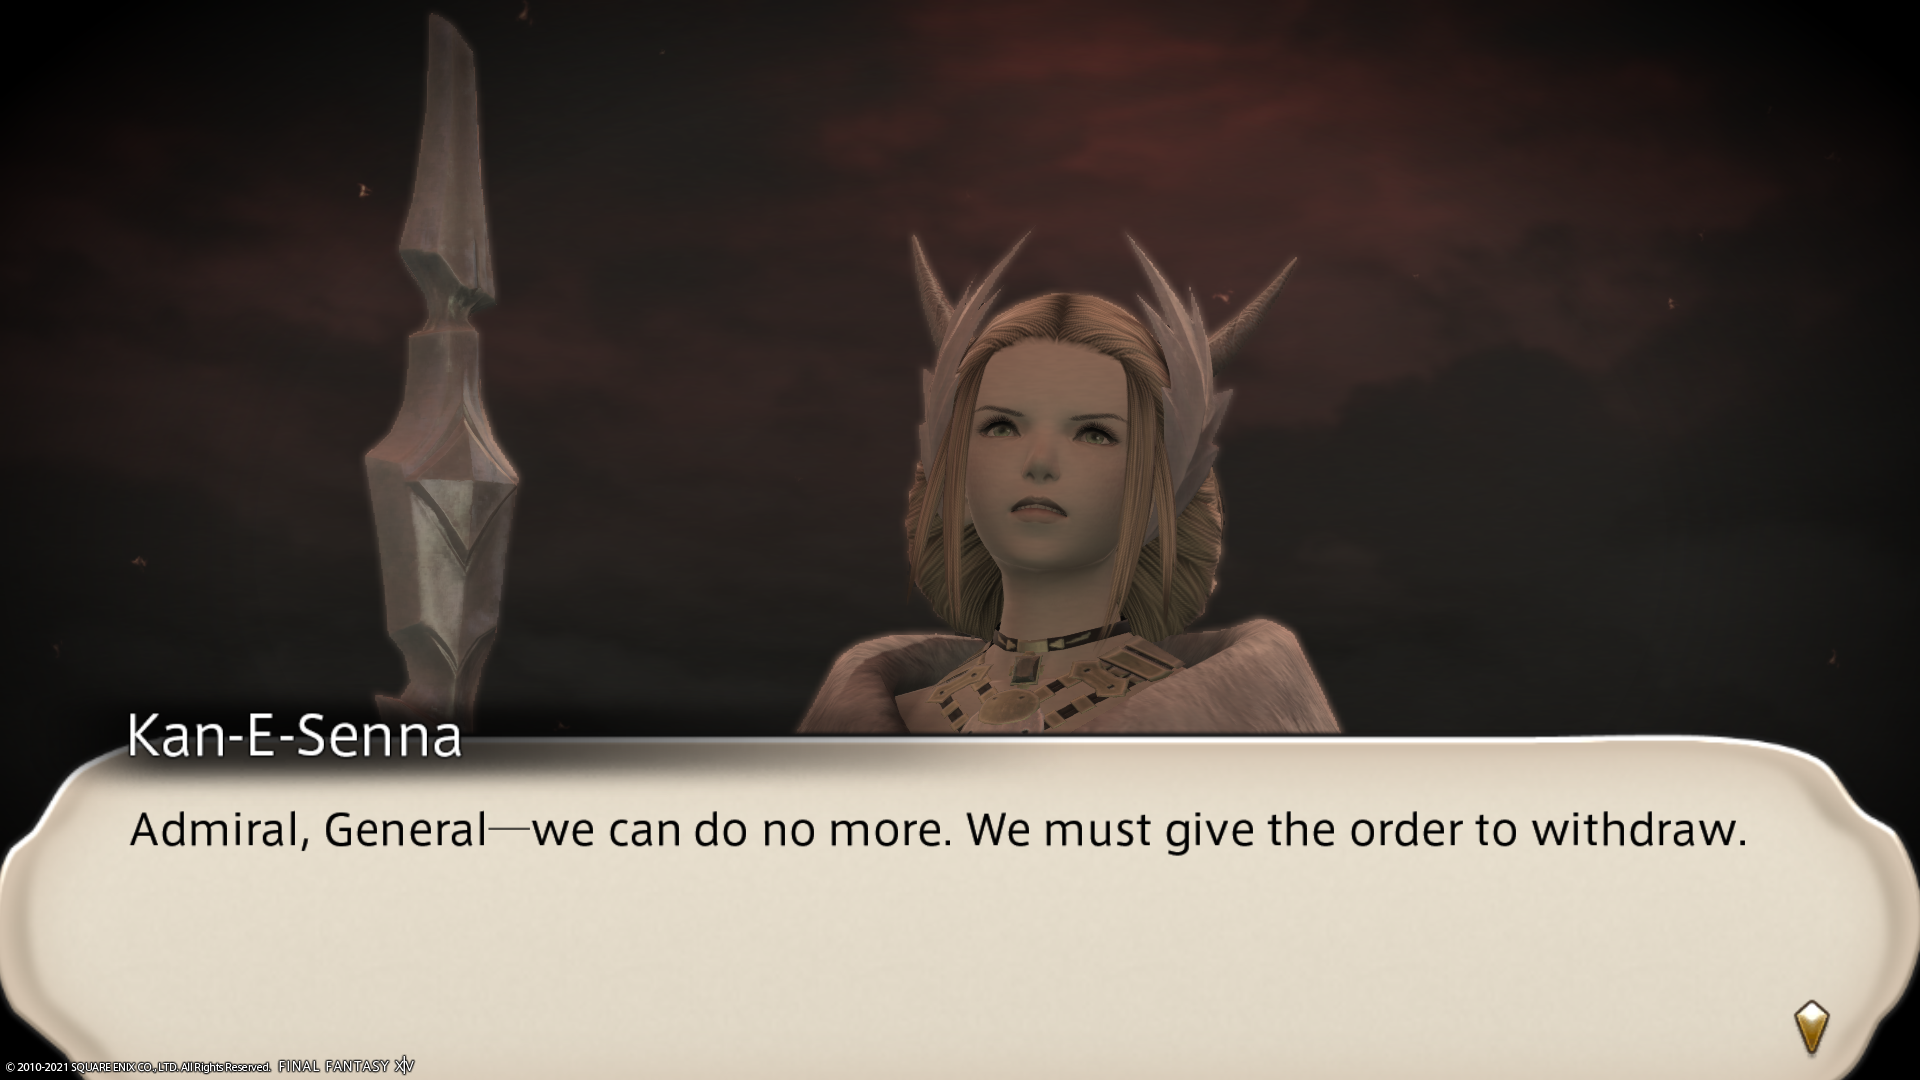 Kan-E-Senna
Admiral, General—we can do no more. We must give the order to withdraw.
© 2010-2021 SQUARE ENIX CO., LTD. All Rights Reserved. FINAL FANTASY XIV